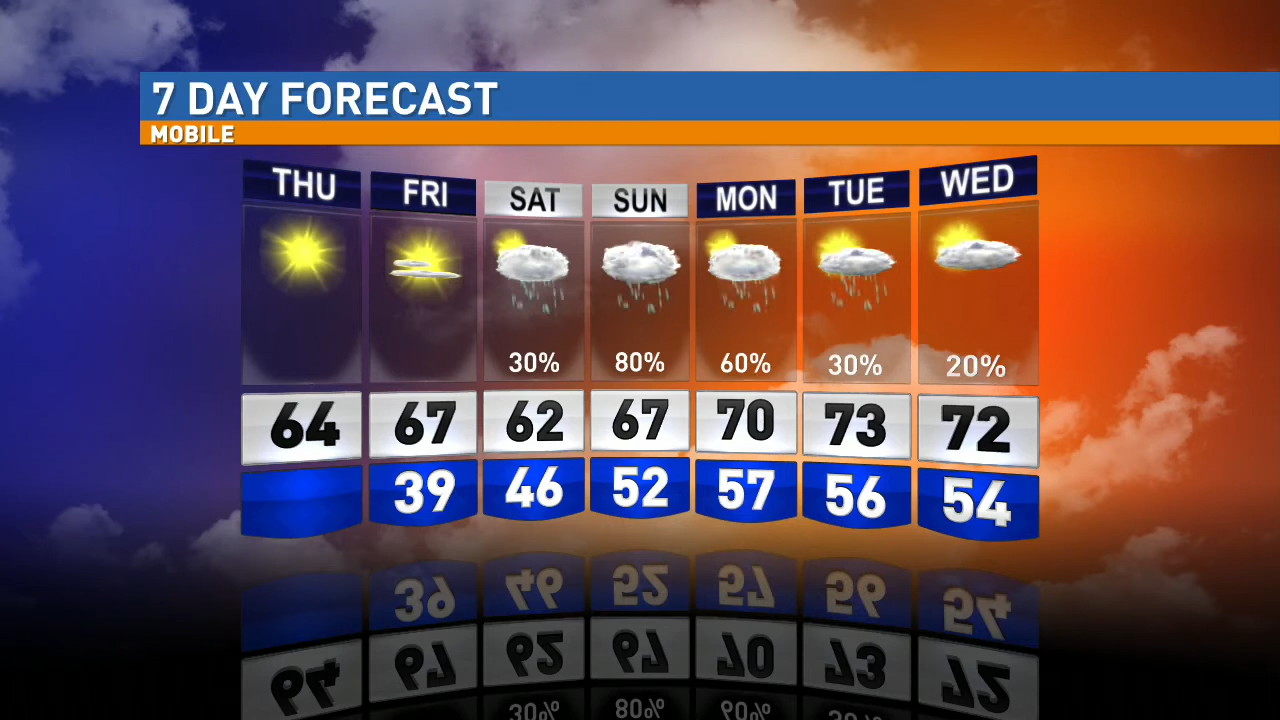 7 DAY FORECAST
MOBILE
THU FRI SAT SUN MON TUE WED
30% 80% 60% 30% 20%
64 67 62 67 70 73 72
39 46 52 57 56 54